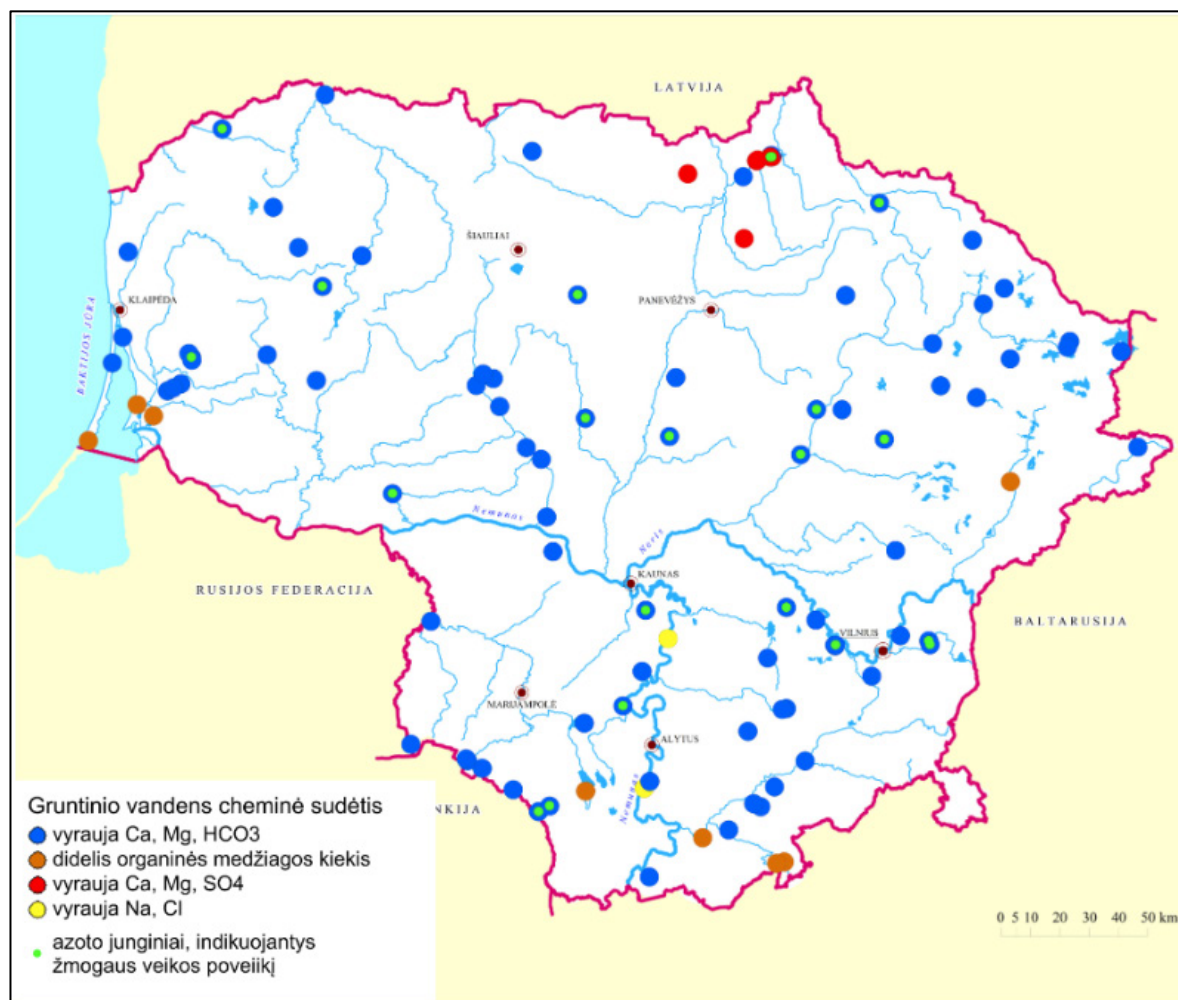 LATVIJA
ŠIAULIAI
KLAIPĖDA
PANEVĖŽYS
BALTIJOS JŪRA
Nemunas
Neris
KAUNAS
RUSIJOS FEDERACIJA
BALTARUSIJA
VILNIUS
MARIJAMPOLĖ
ALYTUS
Nemunas
NKIJA
Gruntinio vandens cheminė sudėtis
vyrauja Ca, Mg, HCO3
didelis organinės medžiagos kiekis
vyrauja Ca, Mg, SO4
vyrauja Na, Cl
azoto junginiai, indikuojantys
žmogaus veikos poveiikį
0 5 10 20 30 40 50 km